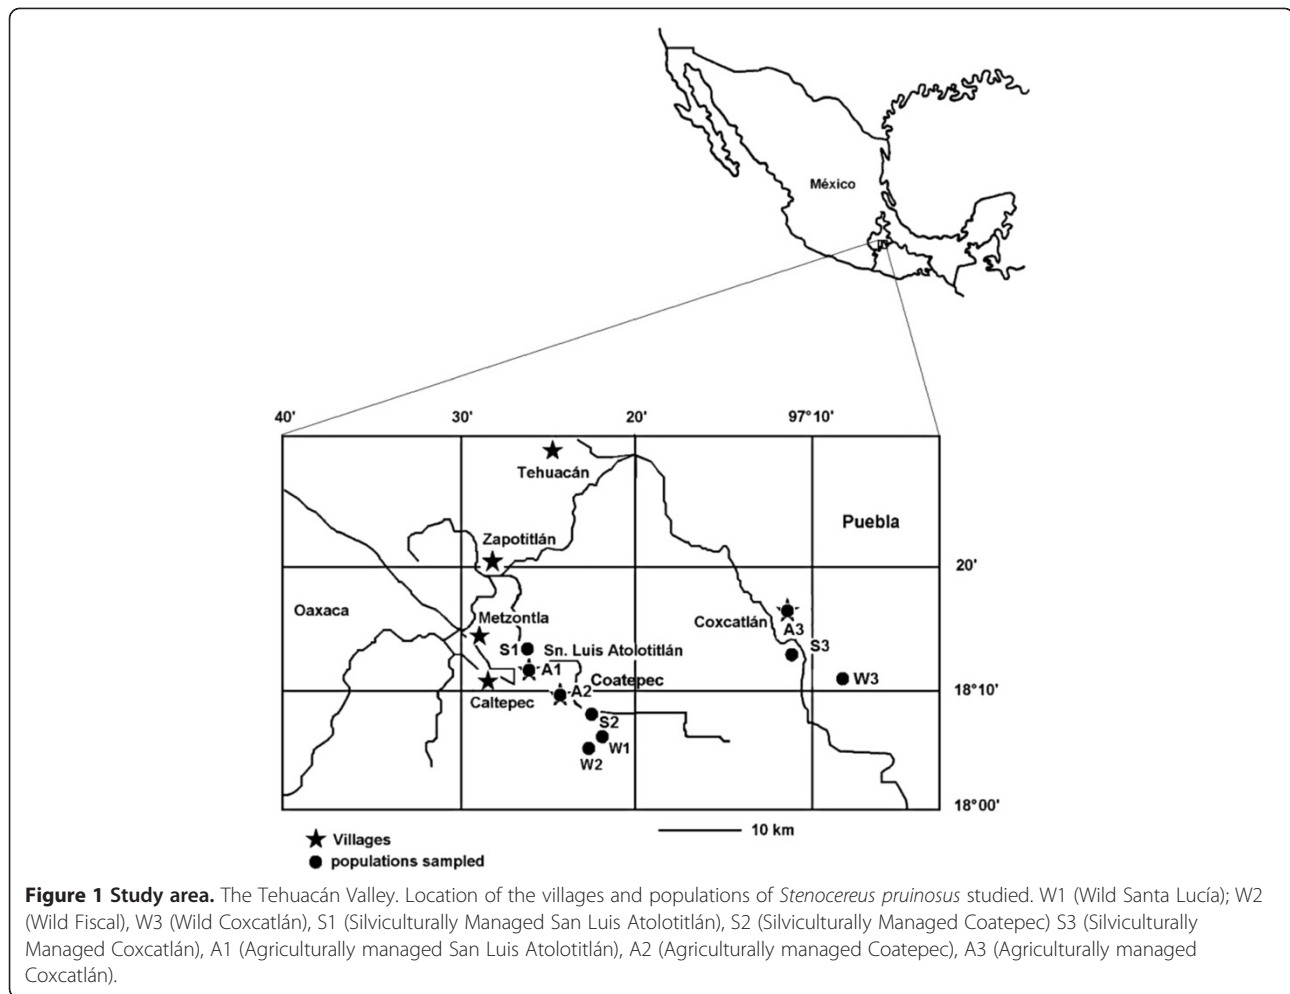 México
40'
30'
20'
97°10'
Tehuacán
Puebla
Zapotitlán
20'
Oaxaca
Metzontla
Coxcatlán
A3
S1
Sn. Luis Atolotitlán
S3
A1
Coatepec
W3
A2
18°10'
Caltepec
S2
W1
W2
18°00'
Villages
10 km
populations sampled
Figure 1 Study area. The Tehuacán Valley. Location of the villages and populations of Stenocereus pruinosus studied. W1 (Wild Santa Lucía); W2
(Wild Fiscal), W3 (Wild Coxcatlán), S1 (Silviculturally Managed San Luis Atolotitlán), S2 (Silviculturally Managed Coatepec) S3 (Silviculturally
Managed Coxcatlán), A1 (Agriculturally managed San Luis Atolotitlán), A2 (Agriculturally managed Coatepec), A3 (Agriculturally managed
Coxcatlán).